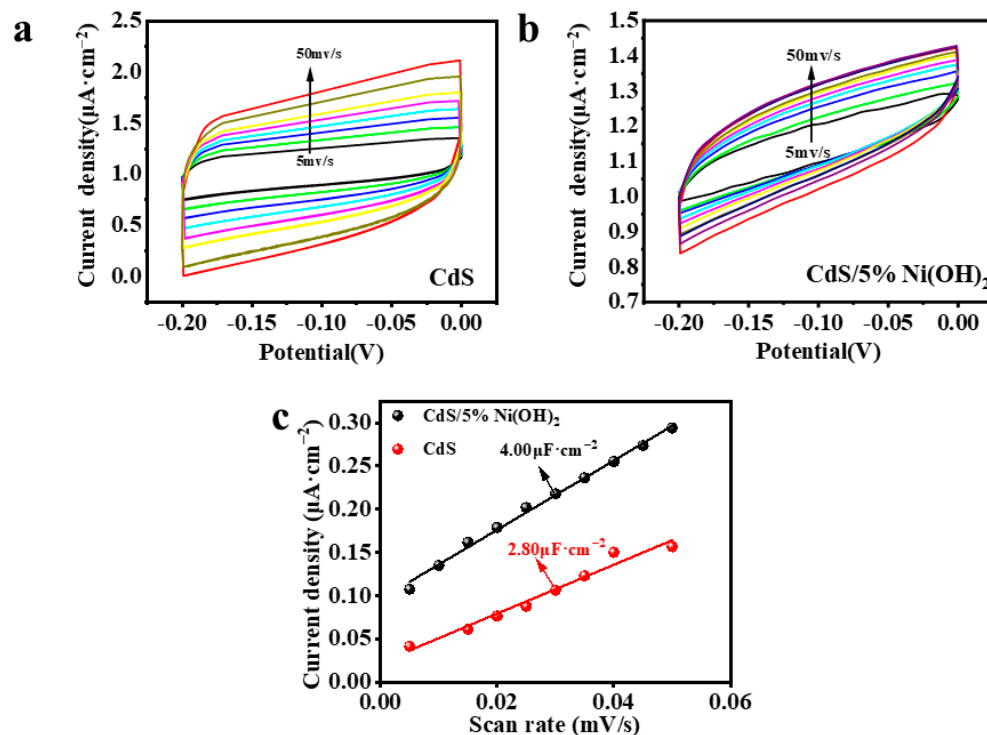 a
Current density(μA·cm⁻²)
2.5
2.0
1.5
1.0
0.5
0.0
50mv/s
5mv/s
CdS
-0.20
-0.15
-0.10
-0.05
0.00
Potential(V)
b
Current density(μA·cm⁻²)
1.5
1.4
1.3
1.2
1.1
1.0
0.9
0.8
0.7
50mv/s
5mv/s
CdS/5% Ni(OH)₂
-0.20
-0.15
-0.10
-0.05
0.00
Potential(V)
c
Current density (μA·cm⁻²)
0.30
0.25
0.20
0.15
0.10
0.05
0.00
CdS/5% Ni(OH)₂
CdS
4.00μF·cm⁻²
2.80μF·cm⁻²
0.00
0.02
0.04
0.06
Scan rate (mV/s)